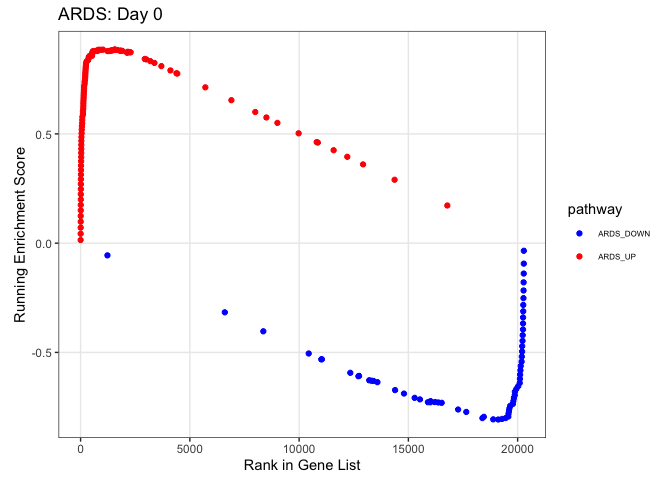 ARDS: Day 0
Running Enrichment Score
0.5
0.0
-0.5
0
5000
10000
15000
20000
Rank in Gene List
pathway
ARDS_DOWN
ARDS_UP